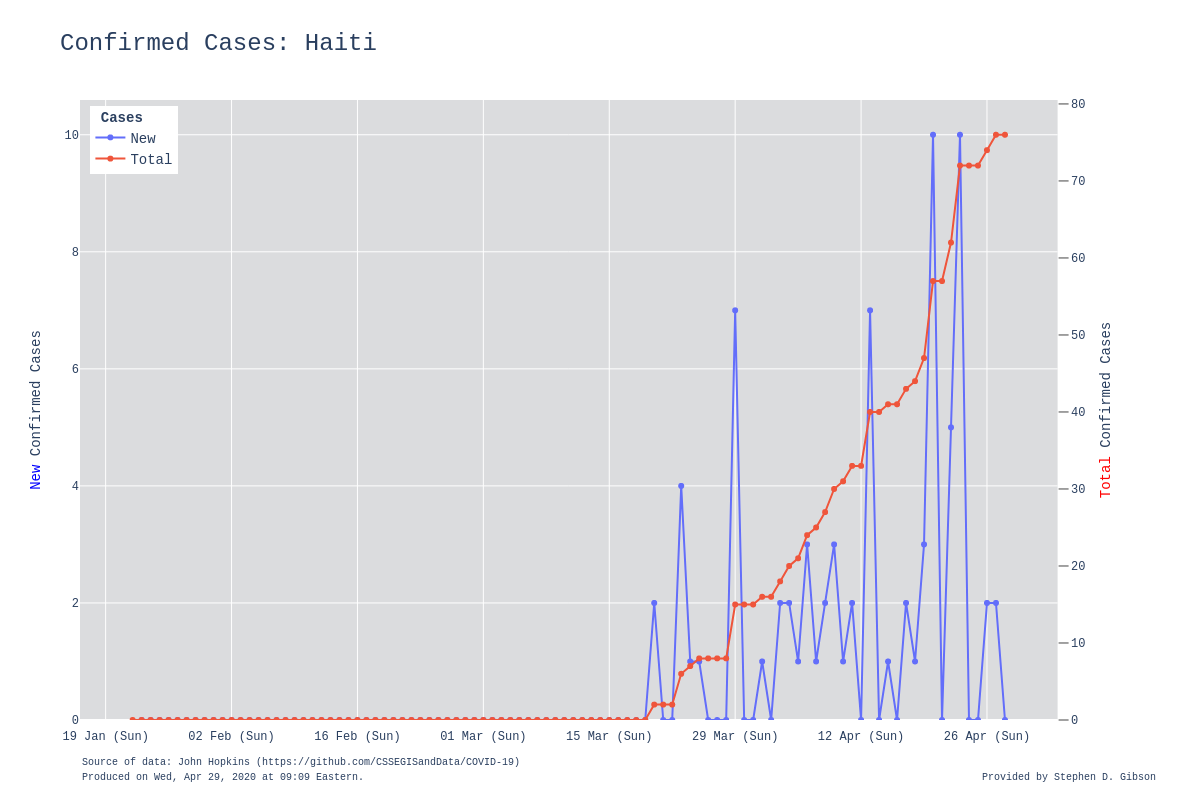 Confirmed Cases: Haiti
Cases
New
Total
10
8
6
4
2
0
New Confirmed Cases
80
70
60
50
40
30
20
10
0
Total Confirmed Cases
19 Jan (Sun) 02 Feb (Sun) 16 Feb (Sun) 01 Mar (Sun) 15 Mar (Sun) 29 Mar (Sun) 12 Apr (Sun) 26 Apr (Sun)
Source of data: John Hopkins (https://github.com/CSSEGISandData/COVID-19)
Produced on Wed, Apr 29, 2020 at 09:09 Eastern.
Provided by Stephen D. Gibson